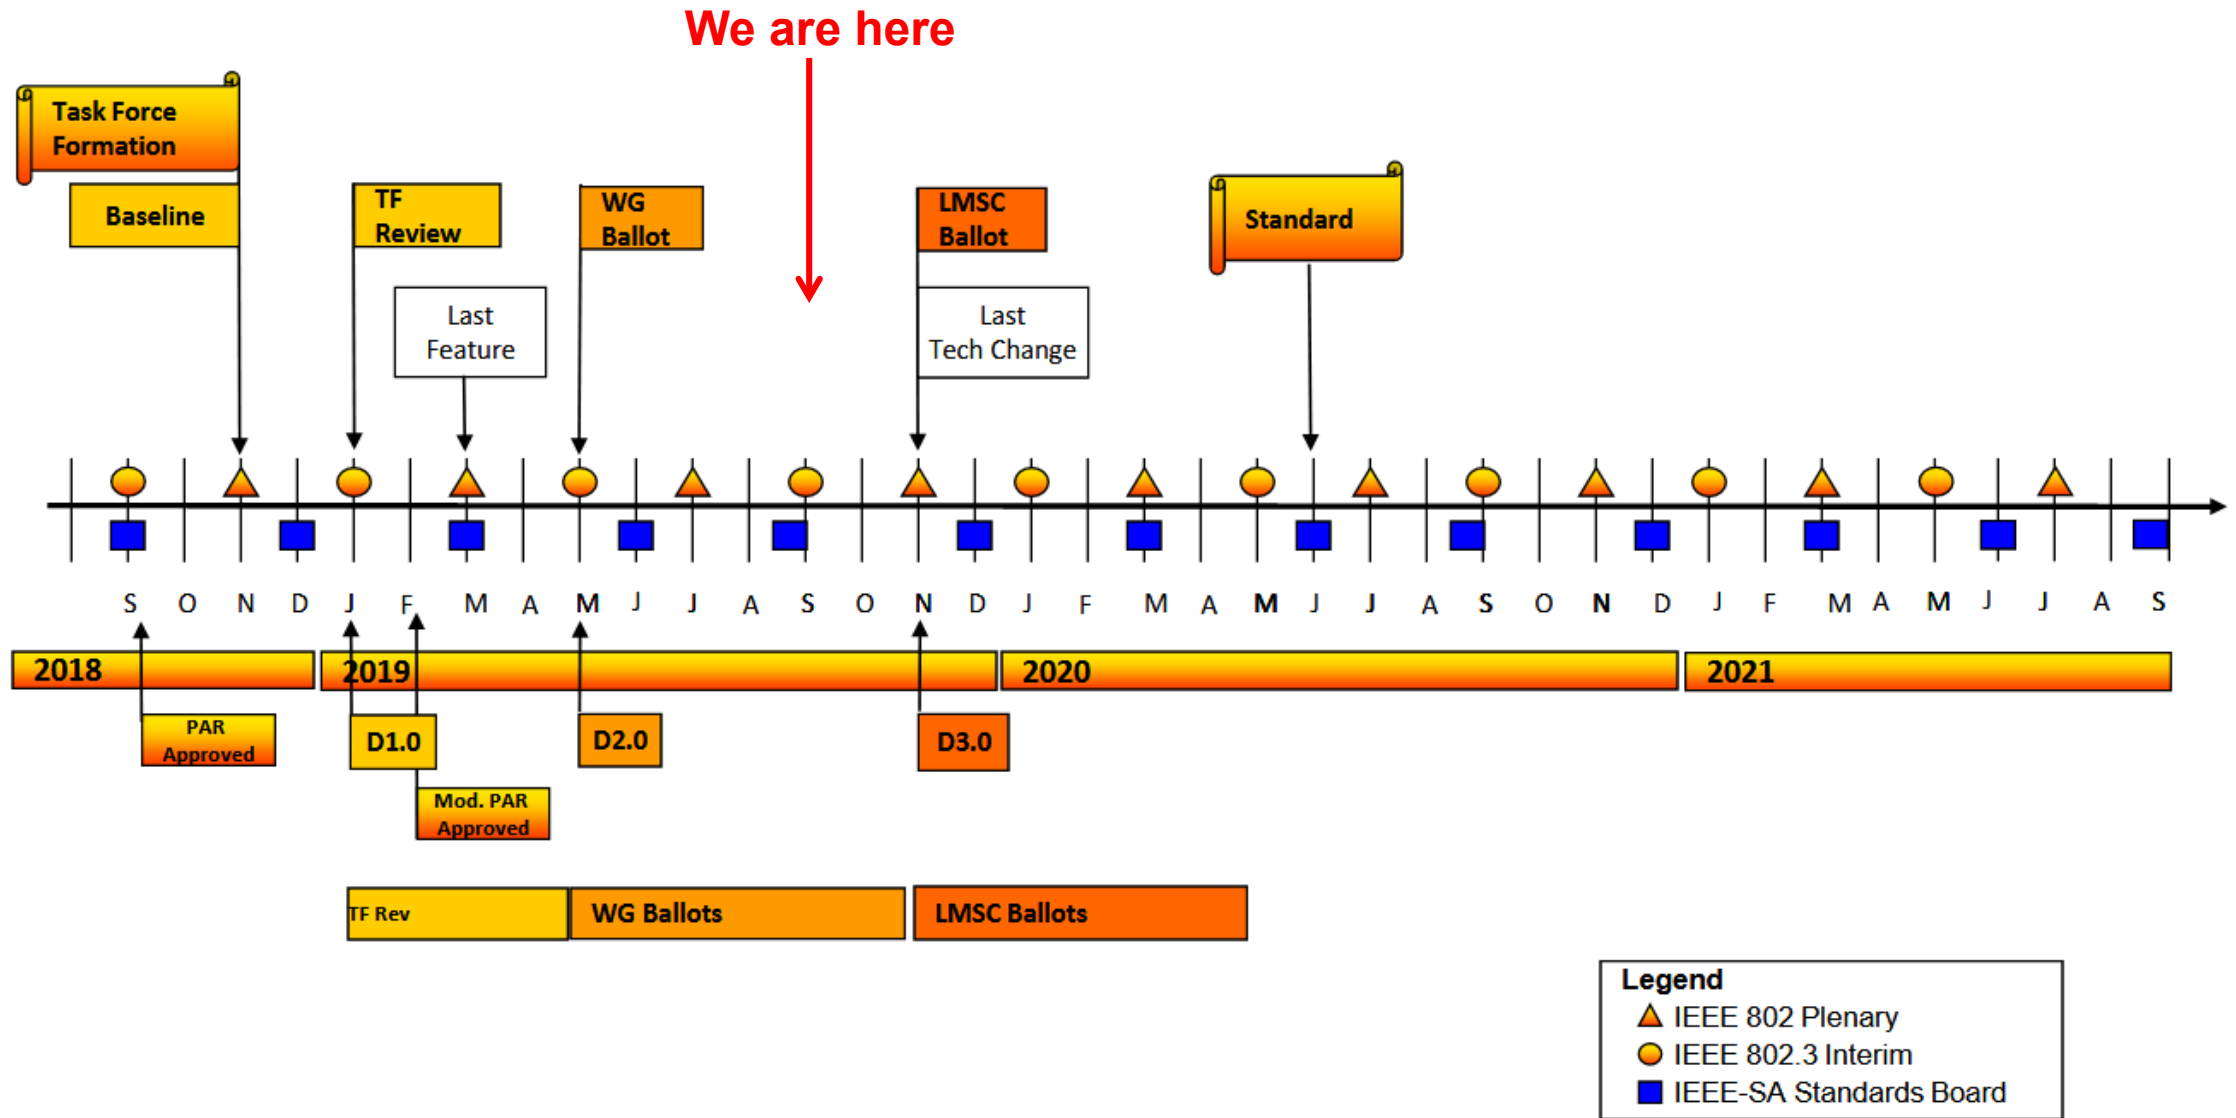 We are here
Task Force
Formation
Baseline
TF
Review
WG
Ballot
LMSC
Ballot
Standard
Last
Feature
Last
Tech Change
S O N D J F M A M J J A S O N D J F M A M J J A S O N D J F M A M J J A S
2018 2019 2020 2021
PAR
Approved
D1.0
D2.0
D3.0
Mod. PAR
Approved
TF Rev
WG Ballots
LMSC Ballots
Legend
IEEE 802 Plenary
IEEE 802.3 Interim
IEEE-SA Standards Board